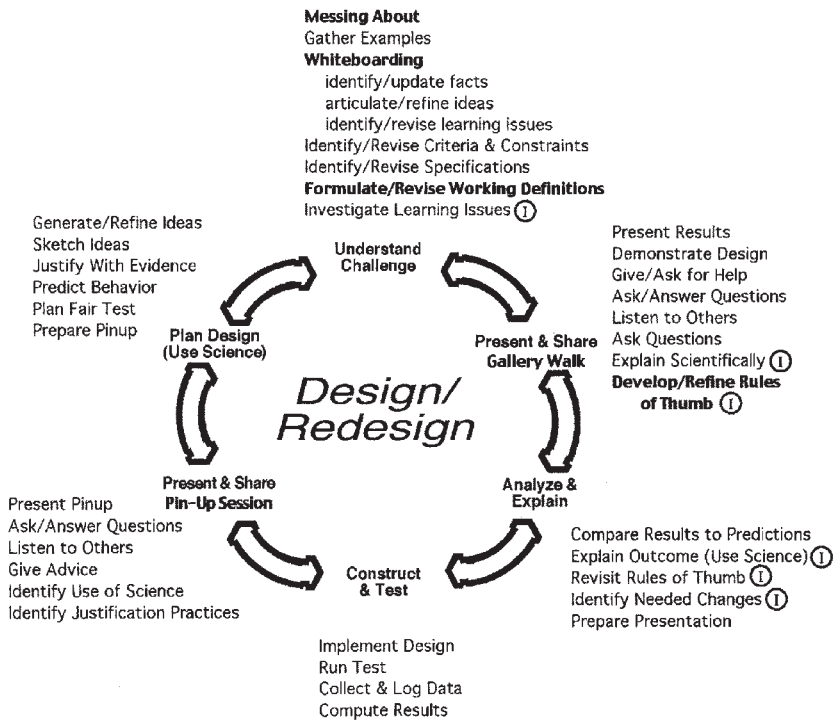 Messing About
Gather Examples
Whiteboarding
identify/update facts
articulate/refine ideas
identify/revise learning issues
Identify/Revise Criteria & Constraints
Identify/Revise Specifications
Formulate/Revise Working Definitions
Investigate Learning Issues I
Understand
Challenge
Generate/Refine Ideas
Sketch Ideas
Justify With Evidence
Predict Behavior
Plan Fair Test
Prepare Pinup
Plan Design
(Use Science)
Present Results
Demonstrate Design
Give/Ask for Help
Ask/Answer Questions
Listen to Others
Ask Questions
Explain Scientifically I
Develop/Refine Rules
of Thumb I
Present & Share
Gallery Walk
Design/
Redesign
Present & Share
Pin-Up Session
Present Pinup
Ask/Answer Questions
Listen to Others
Give Advice
Identify Use of Science
Identify Justification Practices
Analyze &
Explain
Compare Results to Predictions
Explain Outcome (Use Science) I
Revisit Rules of Thumb I
Identify Needed Changes I
Prepare Presentation
Construct
& Test
Implement Design
Run Test
Collect & Log Data
Compute Results